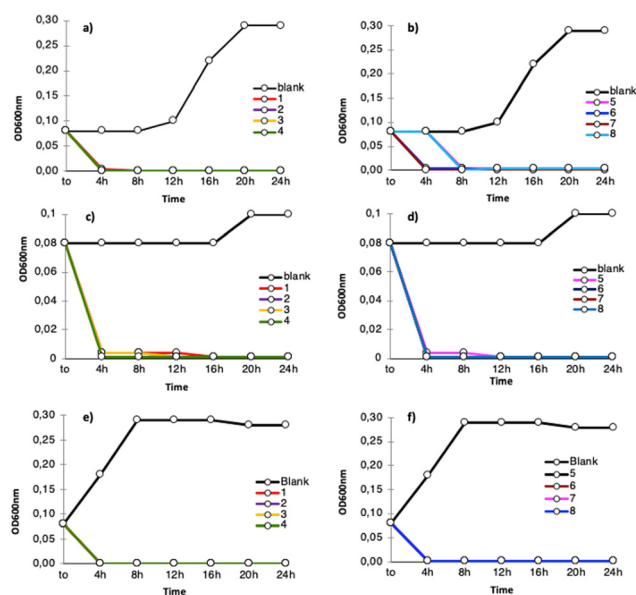 a)
0,30
0,25
0,20
0,15
0,10
0,05
0,00
OD600nm
to 4h 8h 12h 16h 20h 24h
Time
blank
1
2
3
4
b)
0,30
0,25
0,20
0,15
0,10
0,05
0,00
OD600nm
to 4h 8h 12h 16h 20h 24h
Time
blank
5
6
7
8
c)
0,1
0,08
0,06
0,04
0,02
0
OD600nm
to 4h 8h 12h 16h 20h 24h
Time
blank
1
2
3
4
d)
0,1
0,08
0,06
0,04
0,02
0
OD600nm
to 4h 8h 12h 16h 20h 24h
Time
blank
5
6
7
8
e)
0,30
0,25
0,20
0,15
0,10
0,05
0,00
OD600nm
to 4h 8h 12h 16h 20h 24h
Time
Blank
1
2
3
4
f)
0,30
0,25
0,20
0,15
0,10
0,05
0,00
OD600nm
to 4h 8h 12h 16h 20h 24h
Time
Blank
5
6
7
8